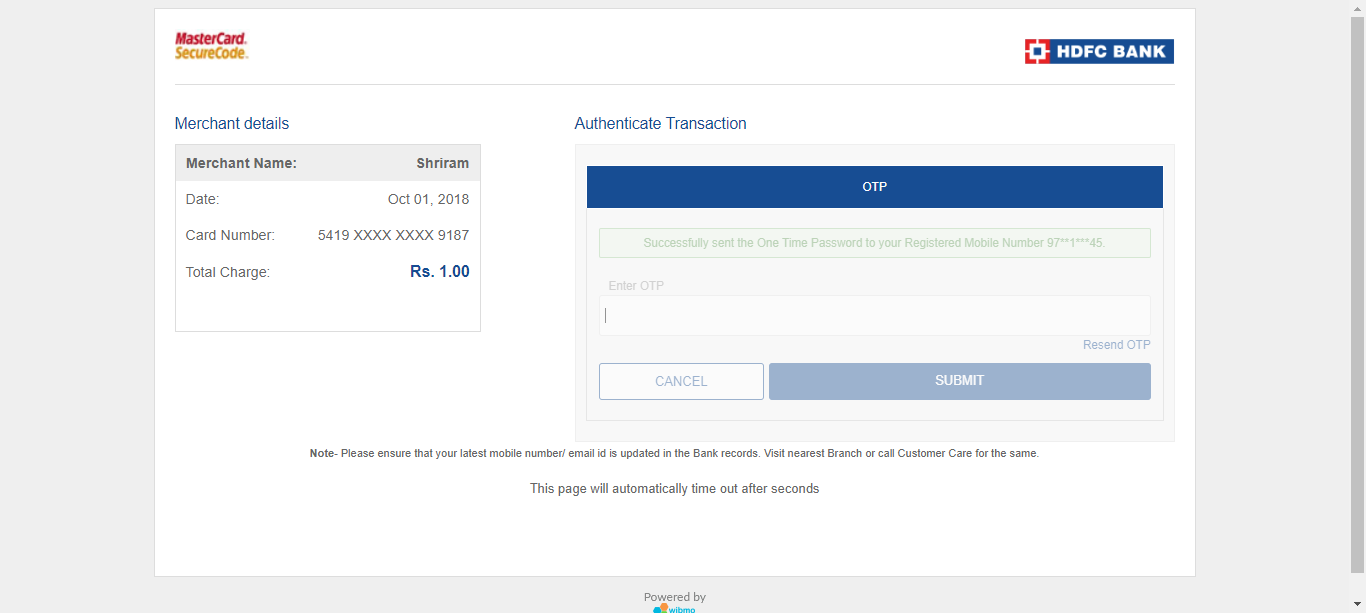 MasterCard.
SecureCode.
HDFC BANK
Merchant details
Merchant Name: Shriram
Date: Oct 01, 2018
Card Number: 5419 XXXX XXXX 9187
Total Charge: Rs. 1.00
Authenticate Transaction
OTP
Successfully sent the One Time Password to your Registered Mobile Number 97**1***45.
Enter OTP
Resend OTP
CANCEL SUBMIT
Note- Please ensure that your latest mobile number/ email id is updated in the Bank records. Visit nearest Branch or call Customer Care for the same.
This page will automatically time out after seconds
Powered by
wibmo